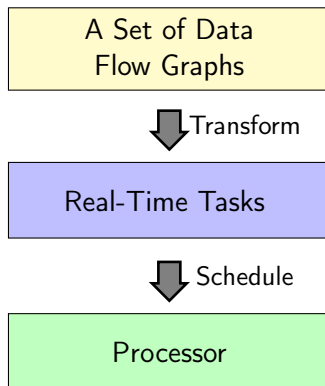 A Set of Data
Flow Graphs
Transform
Real-Time Tasks
Schedule
Processor